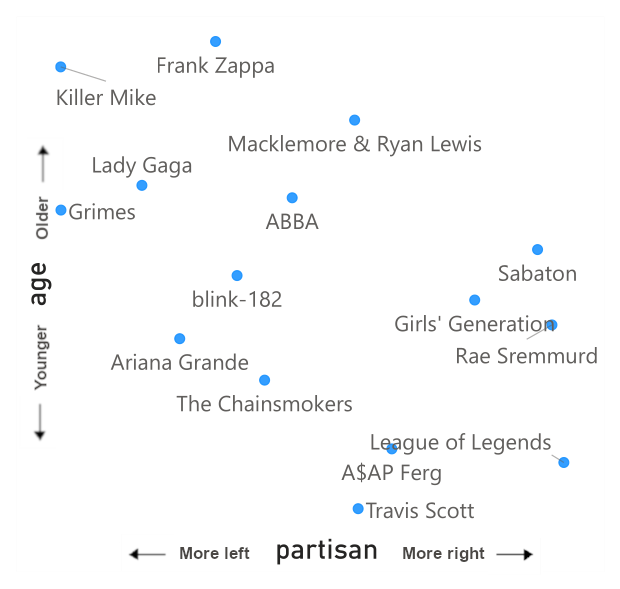 Frank Zappa
Killer Mike
Macklemore & Ryan Lewis
Lady Gaga
Grimes
ABBA
Sabaton
blink-182
Girls' Generation
Rae Sremmurd
Ariana Grande
The Chainsmokers
League of Legends
A$AP Ferg
Travis Scott
Older
age
Younger
More left
partisan
More right